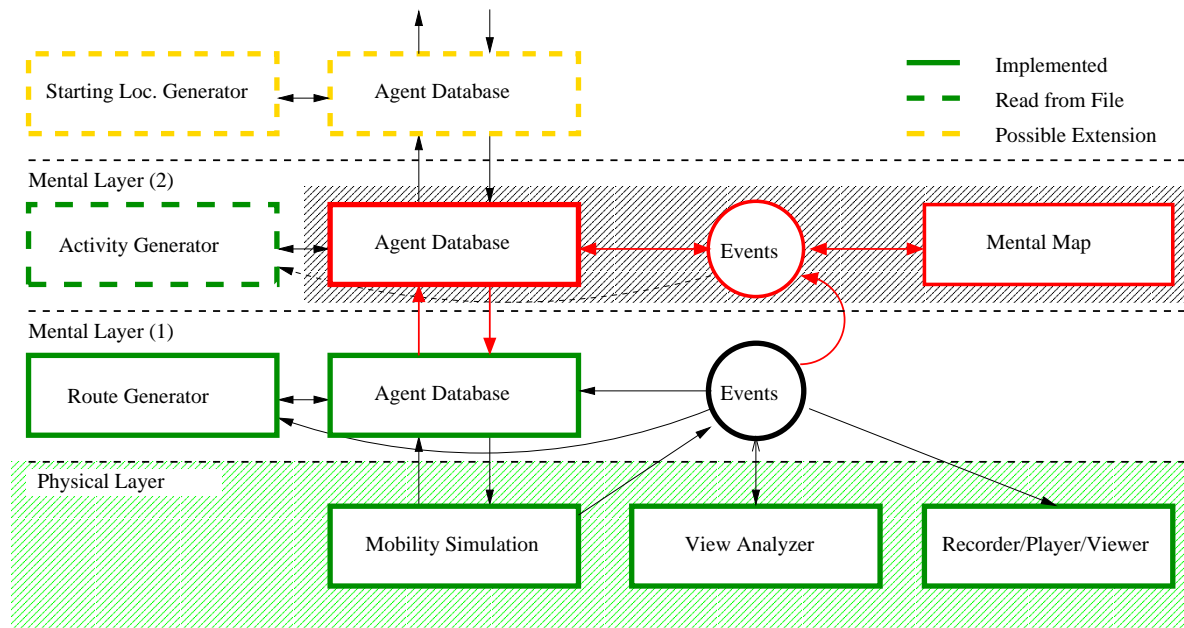 Starting Loc. Generator
Agent Database
Implemented
Read from File
Possible Extension
Mental Layer (2)
Activity Generator
Agent Database
Events
Mental Map
Mental Layer (1)
Route Generator
Agent Database
Events
Physical Layer
Mobility Simulation
View Analyzer
Recorder/Player/Viewer